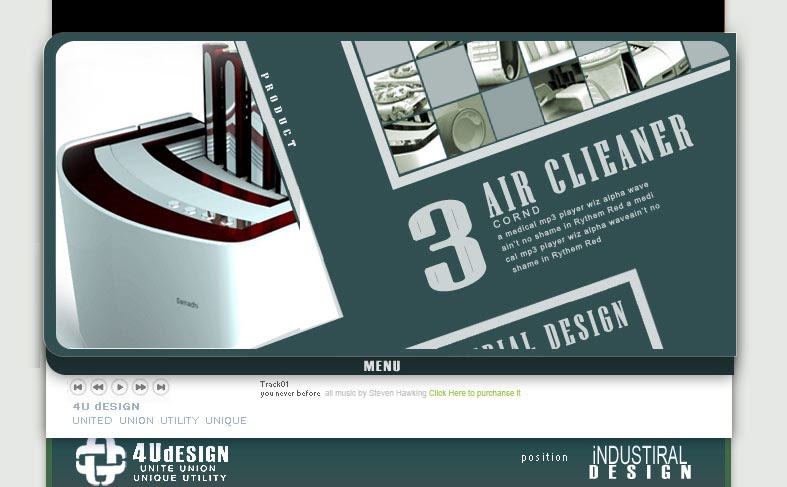 PRODUCT
AIR CLIEANER
3
CORND
a medical mp3 player wiz alpha wave
ain't no shame in Rythem Red a medi
cal mp3 player wiz alpha waveain't no
shame in Rythem Red
RIAL DESIGN
MENU
Track01
you never before all music by Steven Hawking Click Here to purchanse it
4U dESIGN
UNITED UNION UTILITY UNIQUE
4UdESIGN
UNITE UNION
UNIQUE UTILITY
position
iNDUSTIRAL
DESIGN